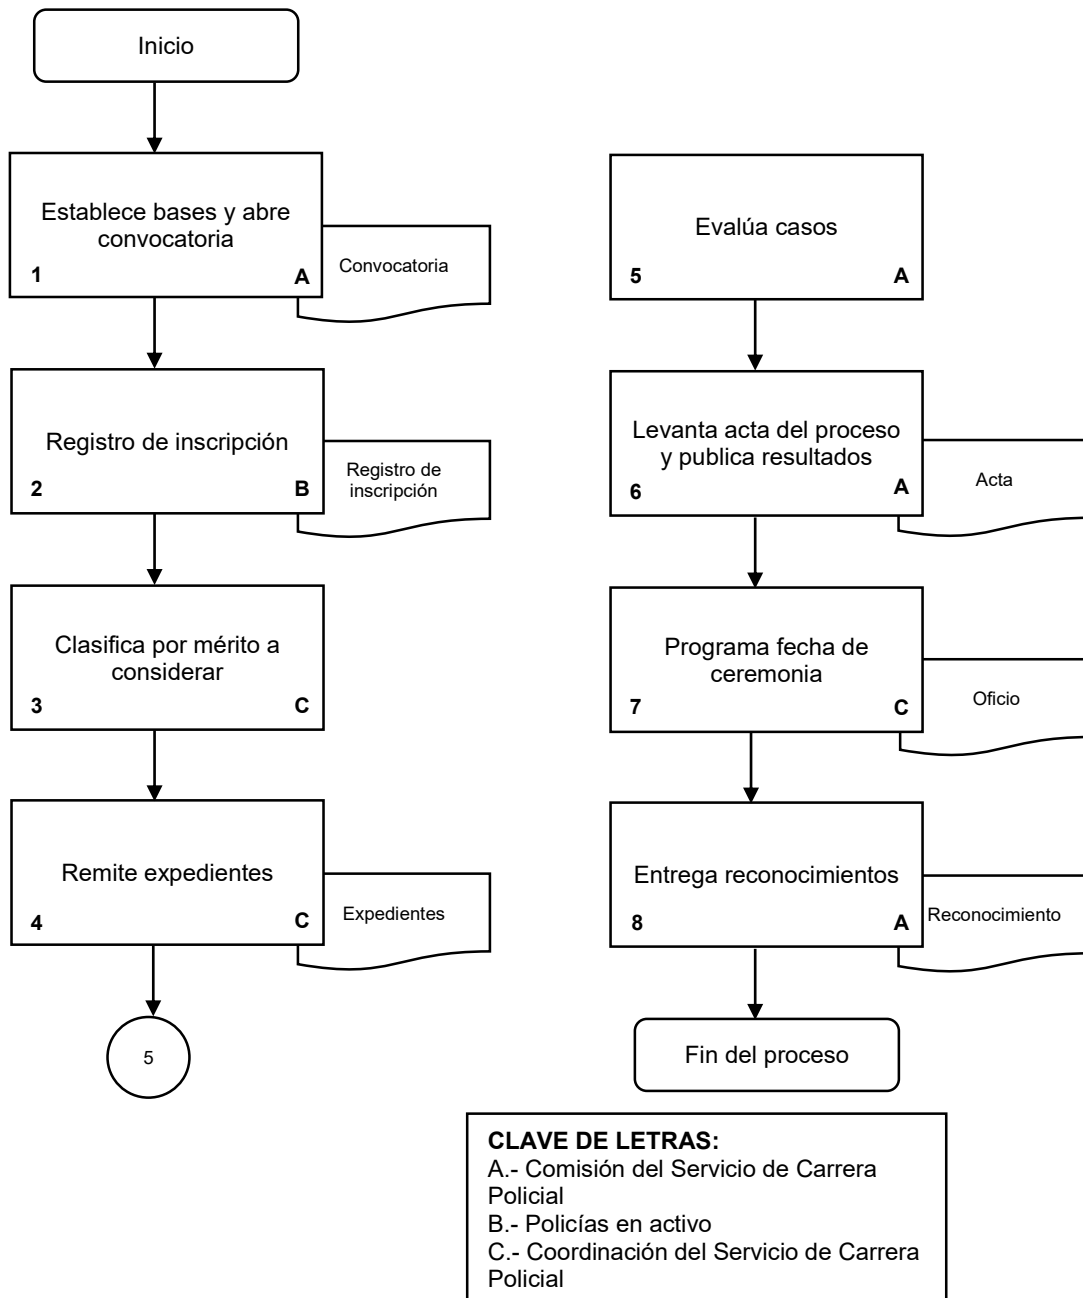 Inicio
Establece bases y abre
convocatoria
1
A
Convocatoria
Registro de inscripción
2
B
Registro de
inscripción
Clasifica por mérito a
considerar
3
C
Remite expedientes
4
C
Expedientes
5
Evalúa casos
5
A
Levanta acta del proceso
y publica resultados
6
A
Acta
Programa fecha de
ceremonia
7
C
Oficio
Entrega reconocimientos
8
A
Reconocimiento
Fin del proceso
CLAVE DE LETRAS:
A.- Comisión del Servicio de Carrera
Policial
B.- Policías en activo
C.- Coordinación del Servicio de Carrera
Policial